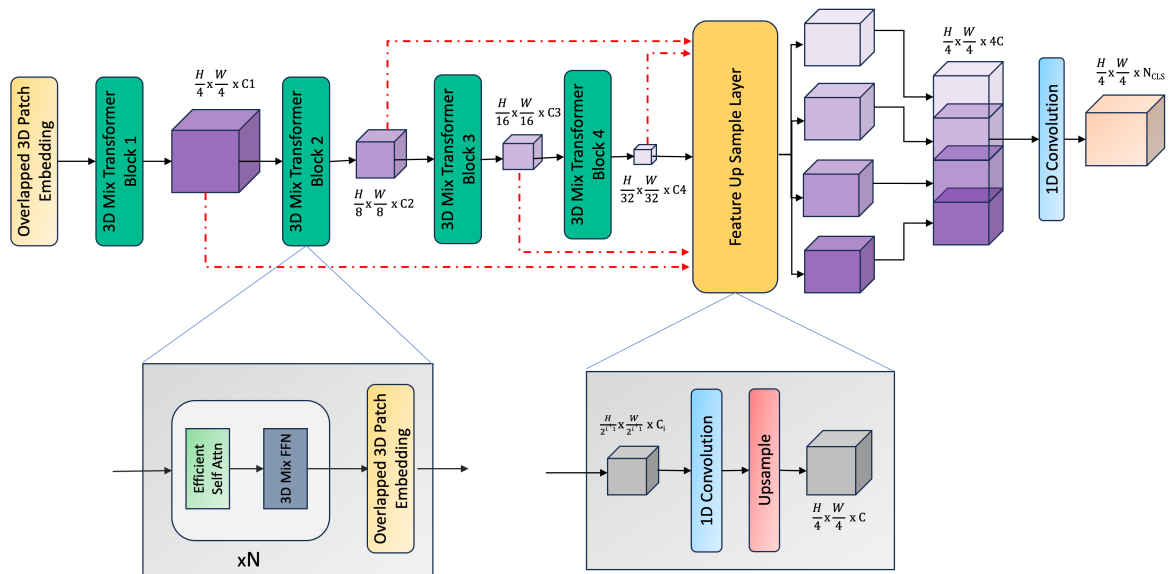 Overlapped 3D Patch
Embedding
3D Mix Transformer
Block 1
H/4 x W/4 x C1
3D Mix Transformer
Block 2
H/8 x W/8 x C2
3D Mix Transformer
Block 3
H/16 x W/16 x C3
3D Mix Transformer
Block 4
H/32 x W/32 x C4
Feature Up Sample Layer
H/4 x W/4 x 4C
1D Convolution
H/4 x W/4 x N_CLS
Efficient
Self Attn
3D Mix FFN
xN
Overlapped 3D Patch
Embedding
1D Convolution
Upsample
H/4 x W/4 x C